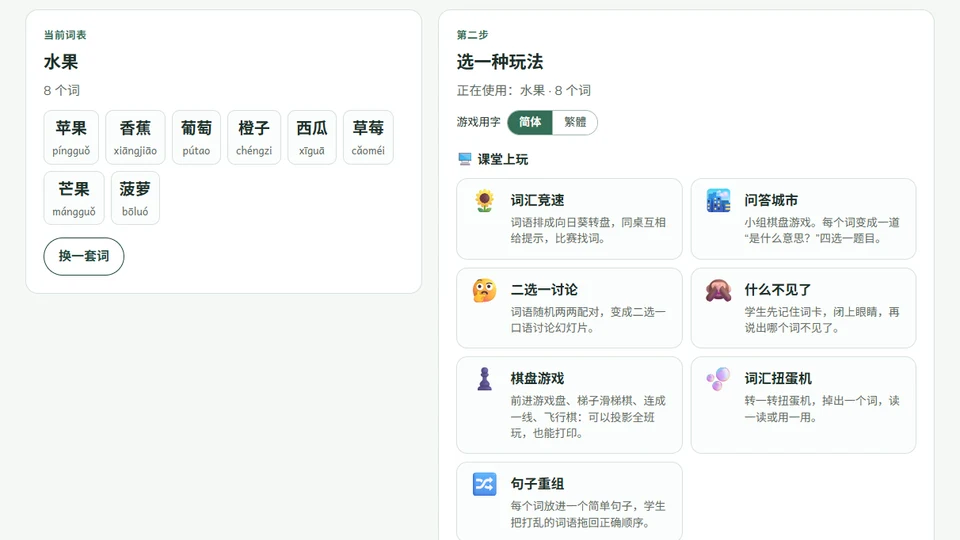 当前词表
水果
8 个词
苹果 香蕉 葡萄 橙子 西瓜 草莓
píngguǒ xiāngjiāo pútao chéngzi xīguā cǎoméi
芒果 菠萝
mángguǒ bōluó
换一套词
第二步
选一种玩法
正在使用：水果 · 8 个词
游戏用字 简体 繁體
课堂上玩
词汇竞速
词语排成向日葵转盘，同桌互相
给提示，比赛找词。
问答城市
小组棋盘游戏。每个词变成一道
“是什么意思？”四选一题目。
二选一讨论
词语随机两两配对，变成二选一
口语讨论幻灯片。
什么不见了
学生先记住词卡，闭上眼睛，再
说出哪个词不见了。
棋盘游戏
前进游戏盘、梯子滑梯棋、连成
一线、飞行棋：可以投影全班
玩，也能打印。
词汇扭蛋机
转一转扭蛋机，掉出一个词，读
一读或用一用。
句子重组
每个词放进一个简单句子，学生
把打乱的词语拖回正确顺序。